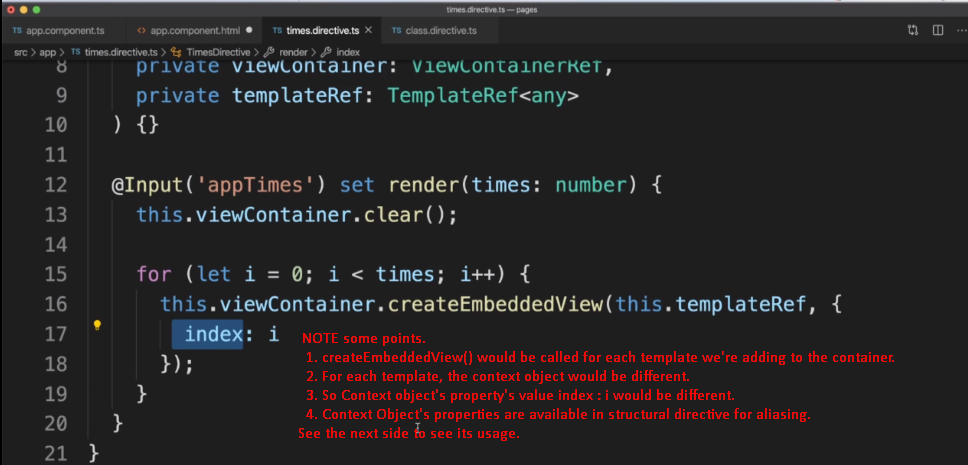 times.directive.ts — pages
TS app.component.ts <> app.component.html TS times.directive.ts × TS class.directive.ts
src > app > TS times.directive.ts > TimesDirective > render > index
8 private viewContainer: ViewContainerRef,
9 private templateRef: TemplateRef<any>
10 ) {}
11
12 @Input('appTimes') set render(times: number) {
13 this.viewContainer.clear();
14
15 for (let i = 0; i < times; i++) {
16 this.viewContainer.createEmbeddedView(this.templateRef, {
17 index: i NOTE some points.
1. createEmbeddedView() would be called for each template we're adding to the container.
18 });
2. For each template, the context object would be different.
3. So Context object's property's value index : i would be different.
19 }
4. Context Object's properties are available in structural directive for aliasing.
20 }
See the next side to see its usage.
21 }